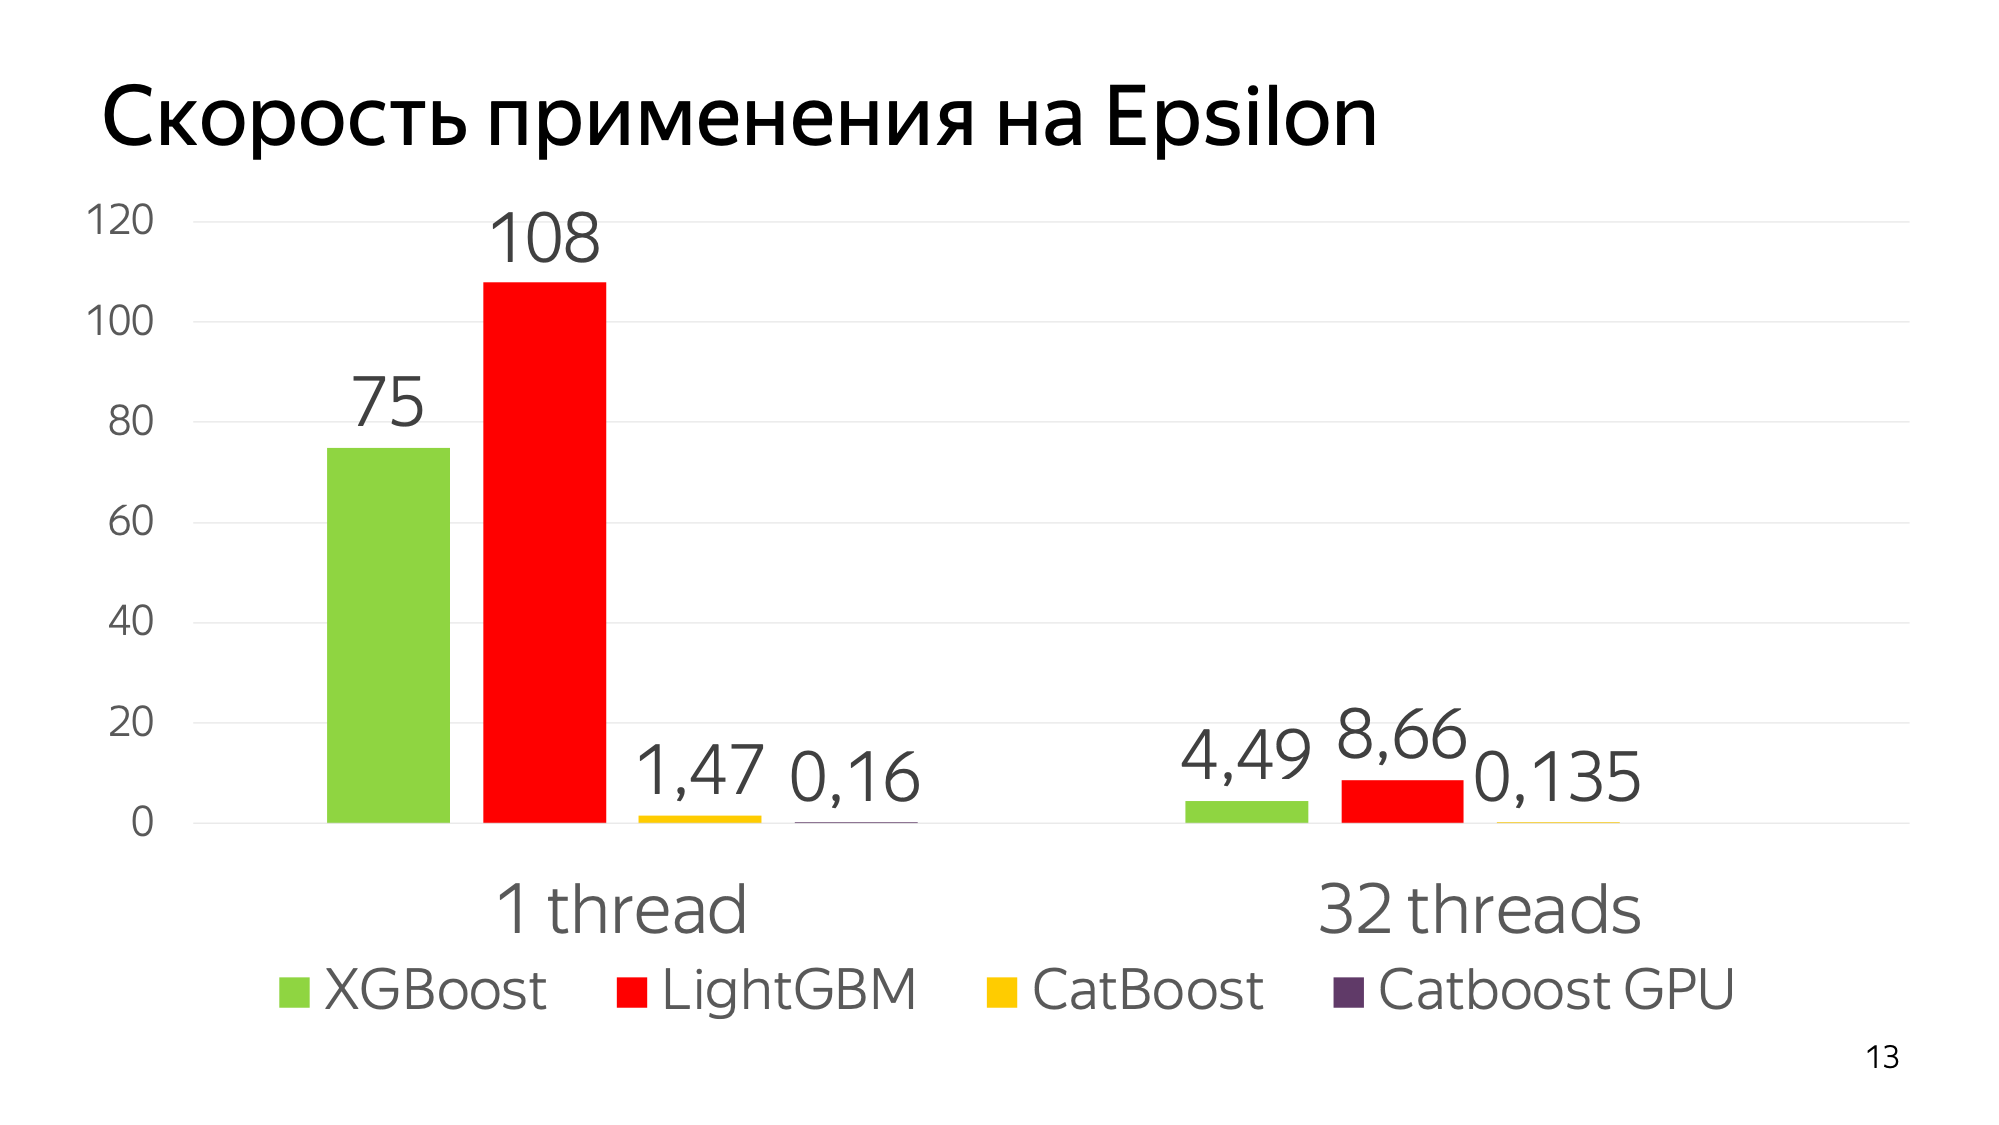 Скорость применения на Epsilon
120
100
80
60
40
20
0
75
108
1,47
0,16
4,49
8,66
0,135
1 thread
32 threads
XGBoost
LightGBM
CatBoost
Catboost GPU
13